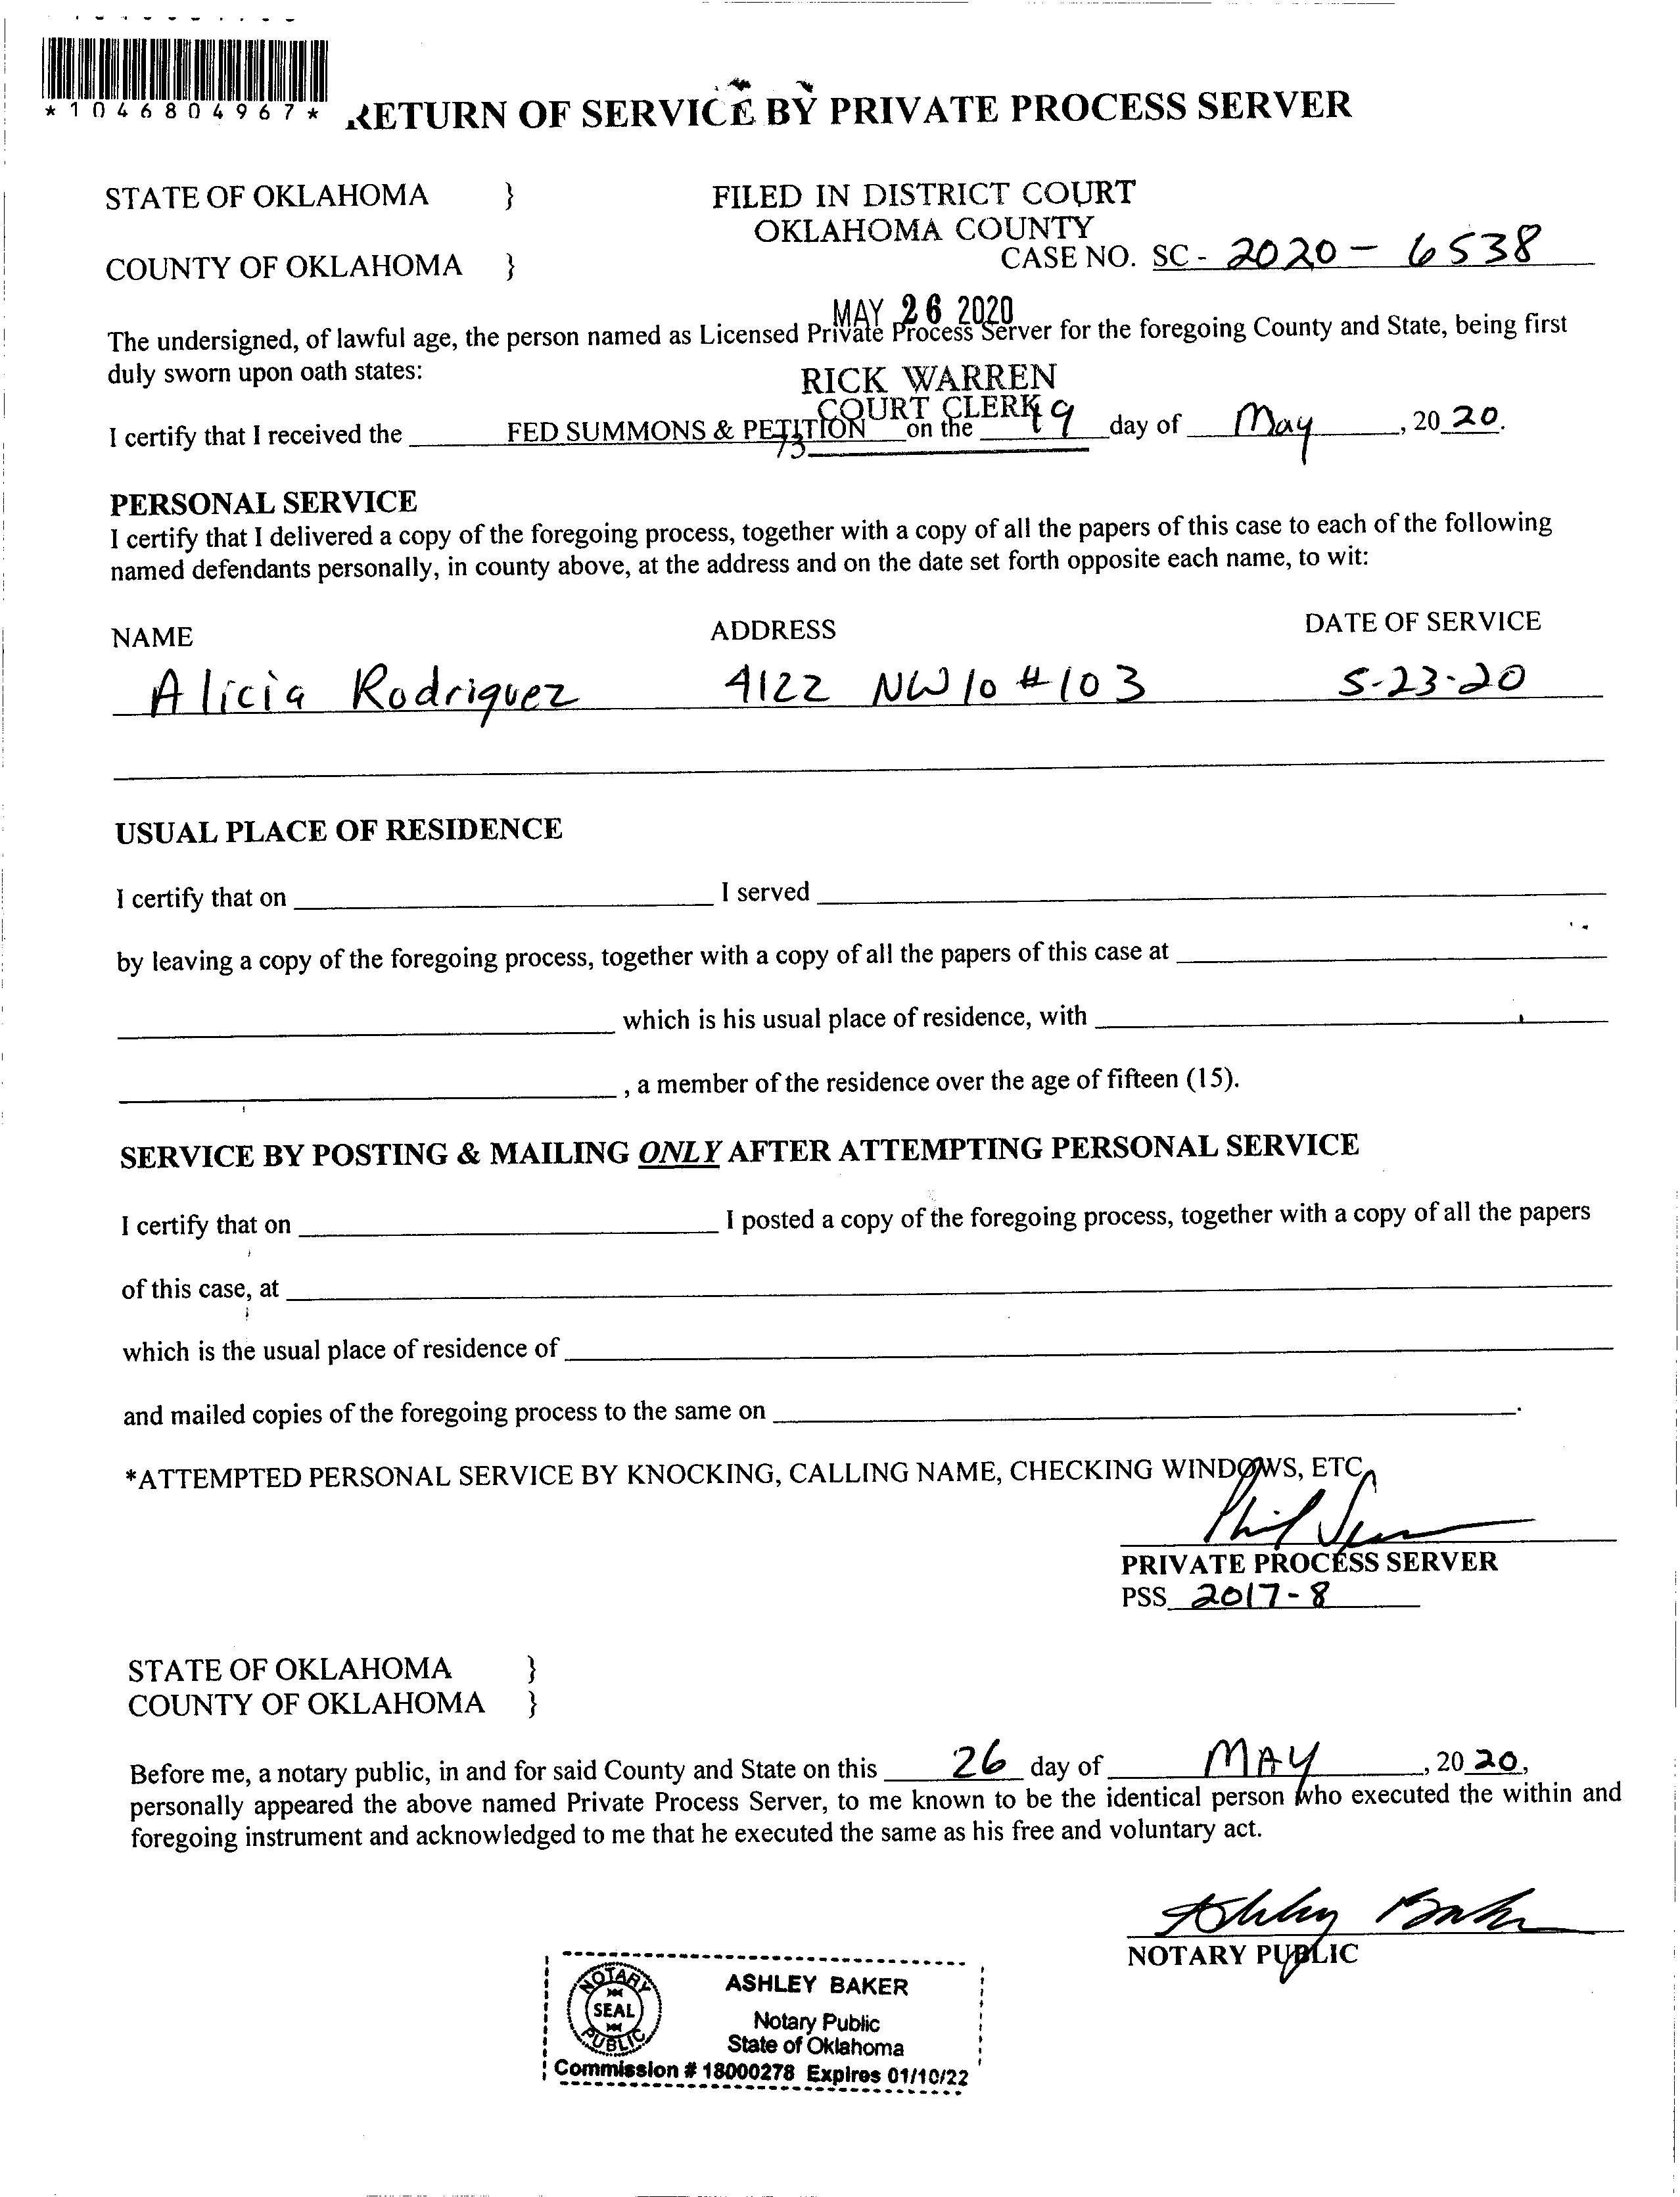 *1046804967*
RETURN OF SERVICE BY PRIVATE PROCESS SERVER
STATE OF OKLAHOMA }
FILED IN DISTRICT COURT
OKLAHOMA COUNTY
COUNTY OF OKLAHOMA }
CASE NO. SC - 2020 - 6538
MAY 26 2020
The undersigned, of lawful age, the person named as Licensed Private Process Server for the foregoing County and State, being first
duly sworn upon oath states:
RICK WARREN
COURT CLERK
I certify that I received the FED SUMMONS & PETITION on the 19 day of May, 20 20.
73
PERSONAL SERVICE
I certify that I delivered a copy of the foregoing process, together with a copy of all the papers of this case to each of the following
named defendants personally, in county above, at the address and on the date set forth opposite each name, to wit:
NAME ADDRESS DATE OF SERVICE
Alicia Rodriquez 4122 NW 10 #103 5-23-20
USUAL PLACE OF RESIDENCE
I certify that on ____ I served ____
by leaving a copy of the foregoing process, together with a copy of all the papers of this case at ____
____ which is his usual place of residence, with ____
____, a member of the residence over the age of fifteen (15).
SERVICE BY POSTING & MAILING ONLY AFTER ATTEMPTING PERSONAL SERVICE
I certify that on ____ I posted a copy of the foregoing process, together with a copy of all the papers
of this case, at ____
which is the usual place of residence of ____
and mailed copies of the foregoing process to the same on ____.
*ATTEMPTED PERSONAL SERVICE BY KNOCKING, CALLING NAME, CHECKING WINDOWS, ETC
PRIVATE PROCESS SERVER
PSS 2017-8
STATE OF OKLAHOMA }
COUNTY OF OKLAHOMA }
Before me, a notary public, in and for said County and State on this 26 day of MAY, 20 20,
personally appeared the above named Private Process Server, to me known to be the identical person who executed the within and
foregoing instrument and acknowledged to me that he executed the same as his free and voluntary act.
Ashley Baker
NOTARY PUBLIC
NOTARY PUBLIC
SEAL
ASHLEY BAKER
Notary Public
State of Oklahoma
Commission # 18000278 Expires 01/10/22